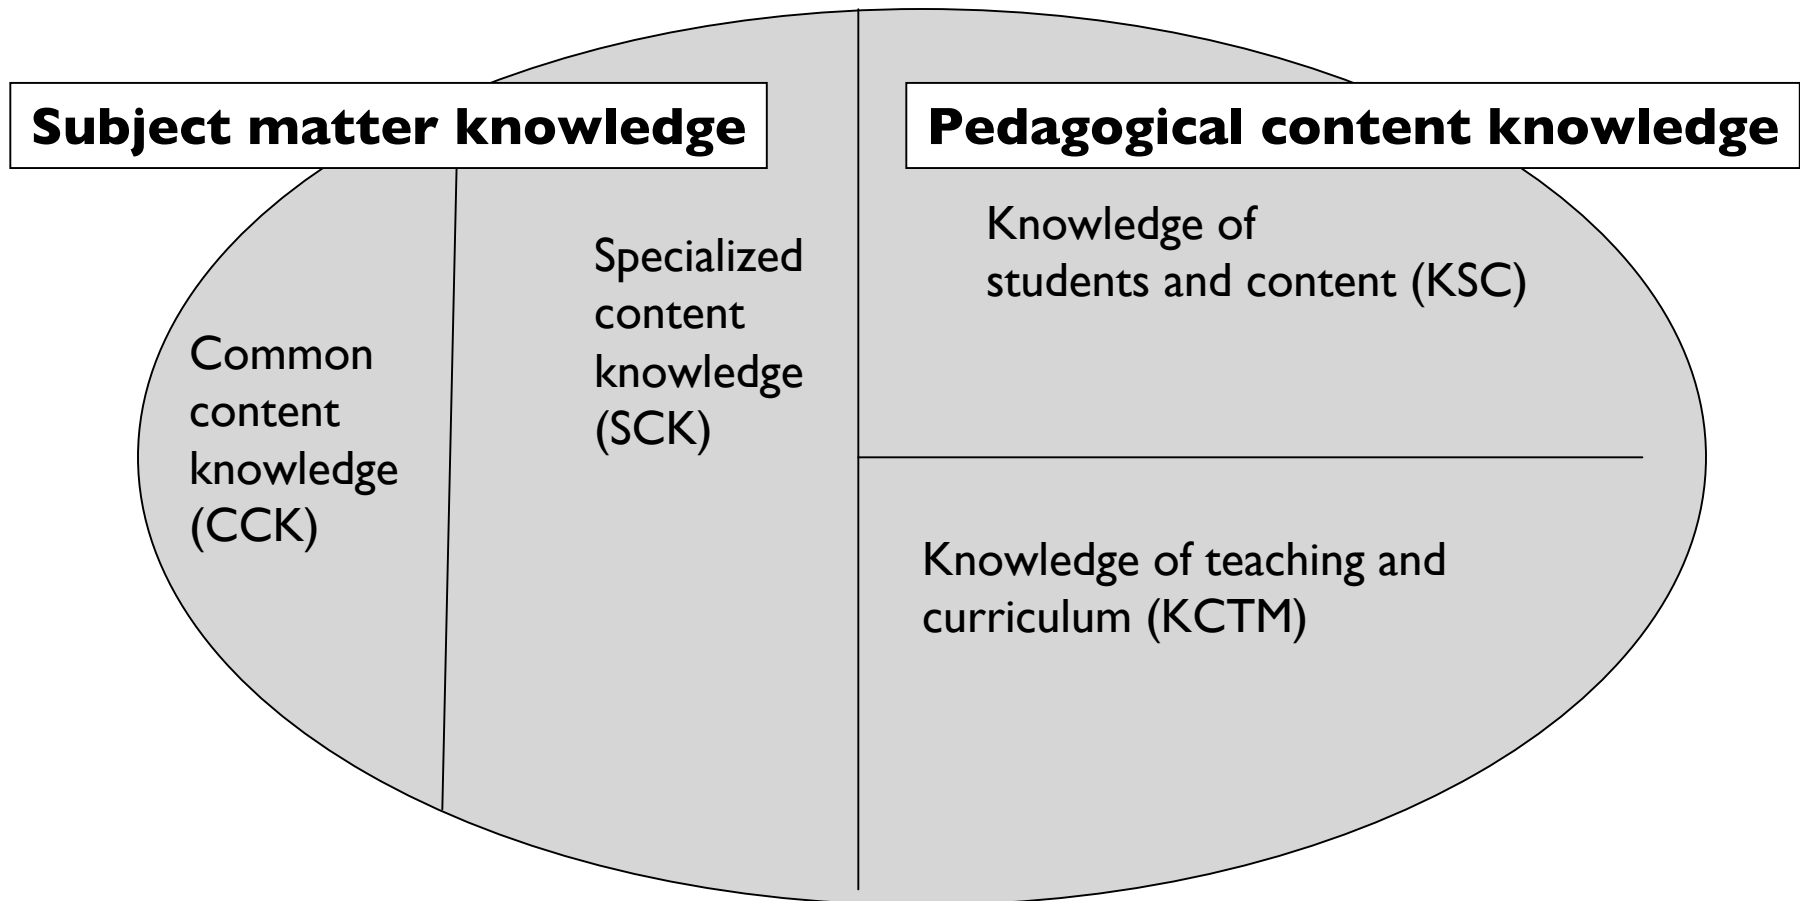 Subject matter knowledge
Pedagogical content knowledge
Common
content
knowledge
(CCK)
Specialized
content
knowledge
(SCK)
Knowledge of
students and content (KSC)
Knowledge of teaching and
curriculum (KCTM)